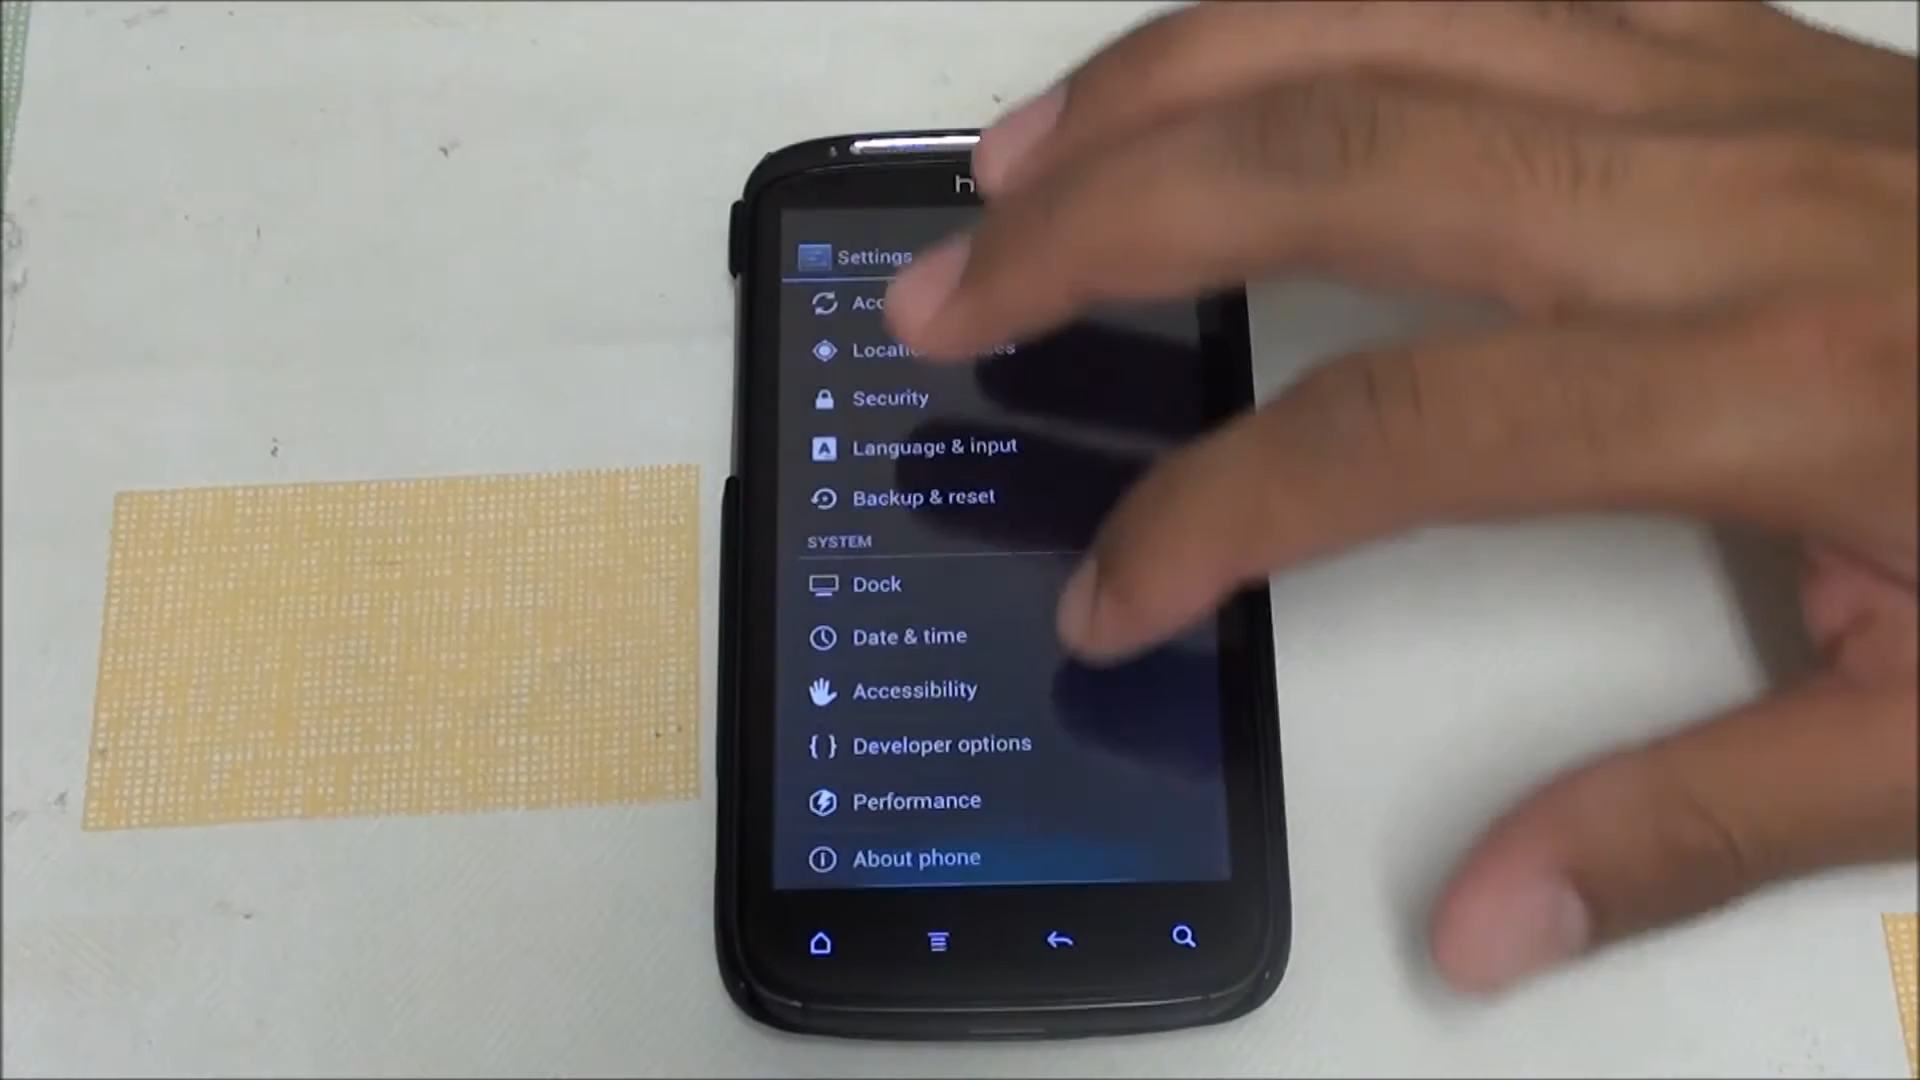 Settings
Security
Language & input
Backup & reset
SYSTEM
Dock
Date & time
Accessibility
Developer options
Performance
About phone